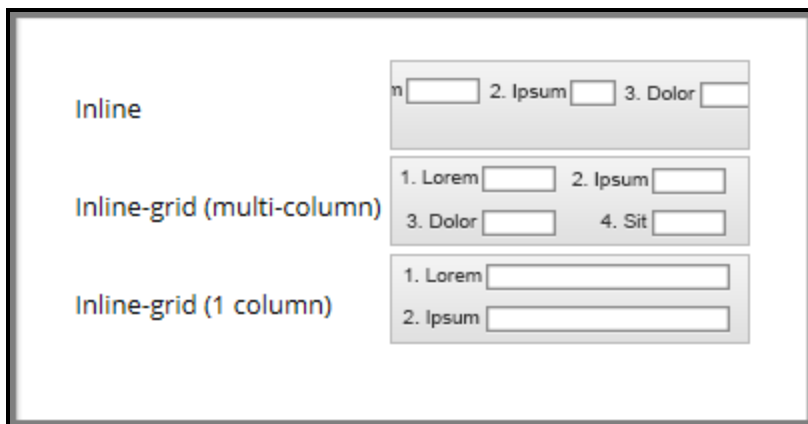 Inline
2. Ipsum 3. Dolor
Inline-grid (multi-column)
1. Lorem 2. Ipsum
3. Dolor 4. Sit
Inline-grid (1 column)
1. Lorem
2. Ipsum